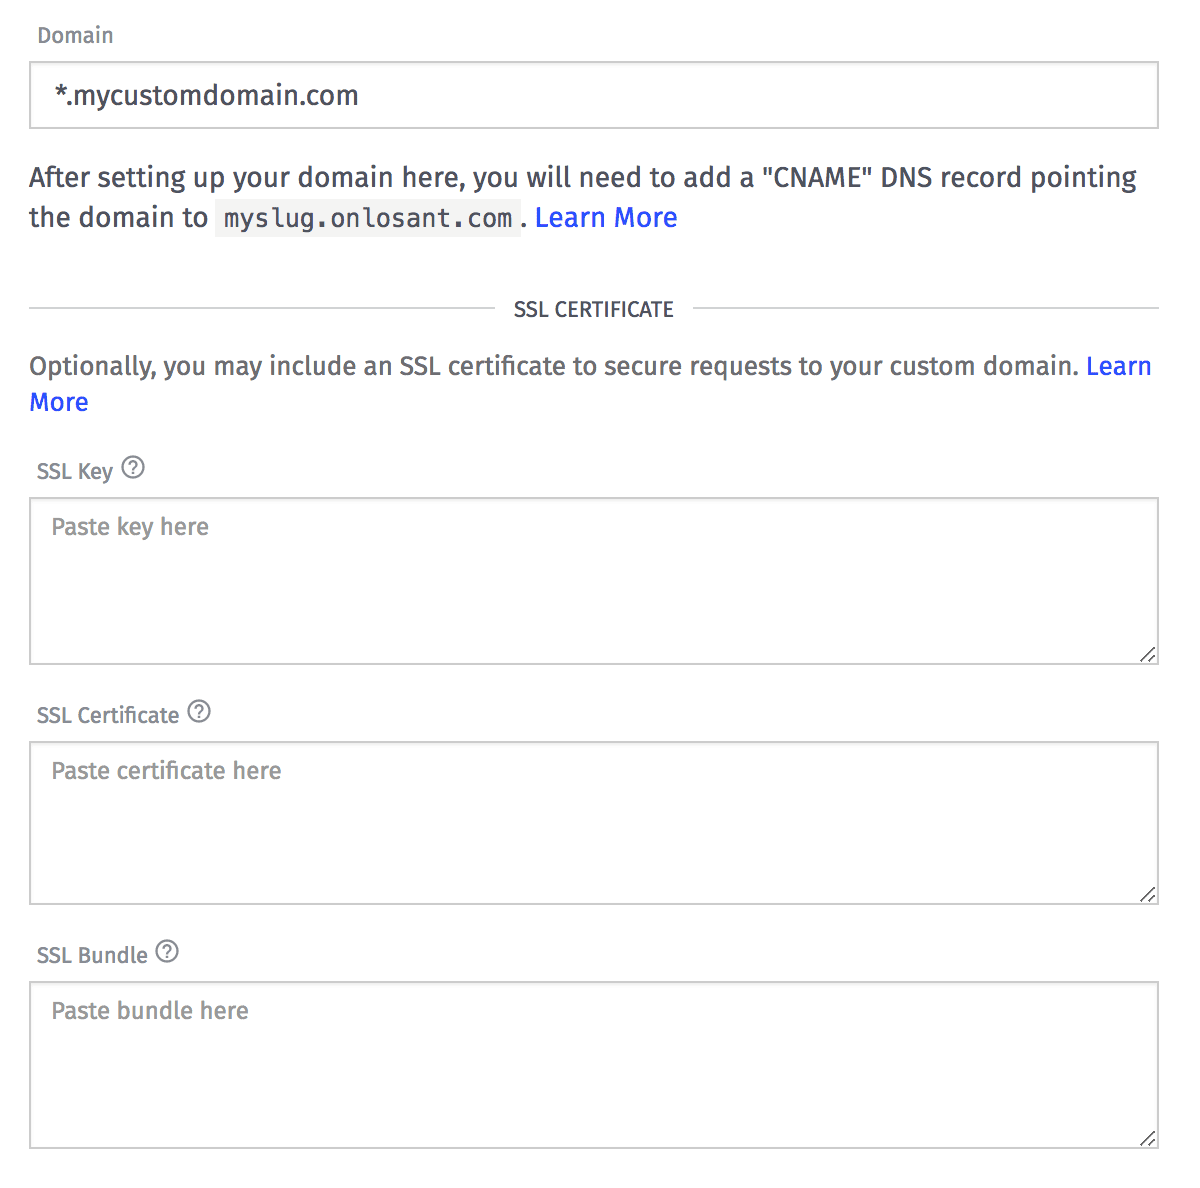 Domain
*.mycustomdomain.com
After setting up your domain here, you will need to add a "CNAME" DNS record pointing
the domain to myslug.onlosant.com. Learn More
SSL CERTIFICATE
Optionally, you may include an SSL certificate to secure requests to your custom domain. Learn
More
SSL Key ?
Paste key here
SSL Certificate ?
Paste certificate here
SSL Bundle ?
Paste bundle here